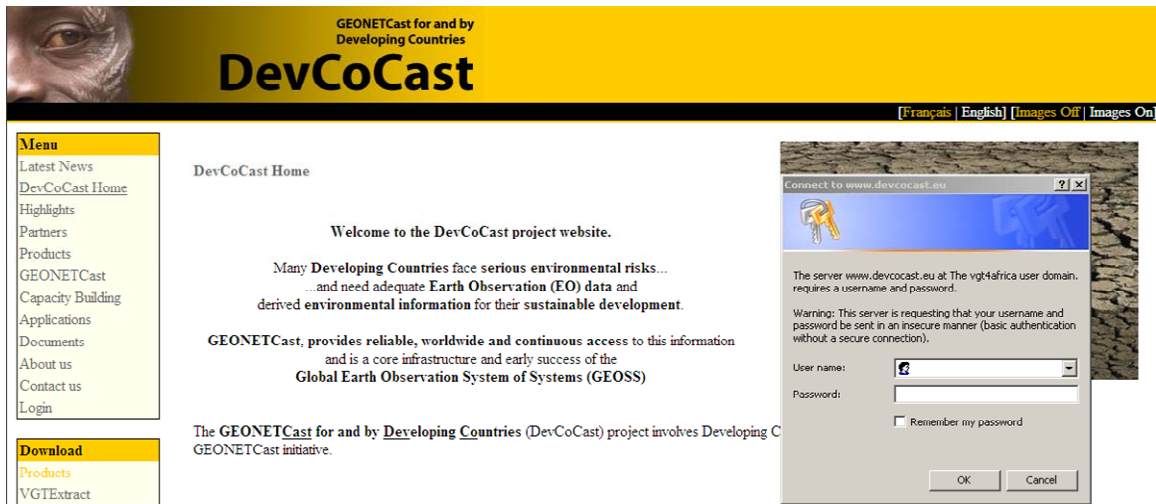 GEONETCast for and by
Developing Countries
DevCoCast
[Français | English] [Images Off | Images On]
Menu
Latest News
DevCoCast Home
Highlights
Partners
Products
GEONETCast
Capacity Building
Applications
Documents
About us
Contact us
Login
Download
Products
VGTExtract
DevCoCast Home
Welcome to the DevCoCast project website.
Many Developing Countries face serious environmental risks...
...and need adequate Earth Observation (EO) data and
derived environmental information for their sustainable development.
GEONETCast, provides reliable, worldwide and continuous access to this information
and is a core infrastructure and early success of the
Global Earth Observation System of Systems (GEOSS)
The GEONETCast for and by Developing Countries (DevCoCast) project involves Developing C
GEONETCast initiative.
Connect to www.devcocast.eu
The server www.devcocast.eu at The vgt4africa user domain.
requires a username and password.
Warning: This server is requesting that your username and
password be sent in an insecure manner (basic authentication
without a secure connection).
User name:
Password:
Remember my password
OK Cancel